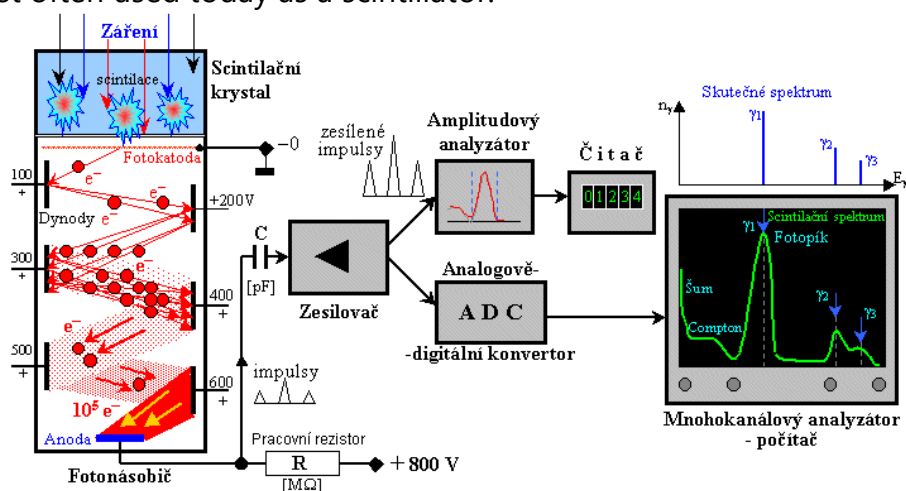 st often used today as a scintillator.
Záření
scintilace
Scintilační
krystal
Fotokatoda
−0
100
+
e−
+200V
Dynody
e−
300
+
e−
400
+
e−
500
+
600
+
10⁵ e−
Anoda
Fotonásobič
C
[pF]
impulsy
Pracovní rezistor
R
[MΩ]
+ 800 V
zesílené
impulsy
Zesilovač
Amplitudový
analyzátor
Čitač
01234
Analogově-
ADC
-digitální konvertor
Skutečné spektrum
nγ
γ1
γ2
γ3
Eγ
Scintilační spektrum
γ1
Fotopík
Šum
Compton
γ2
γ3
Mnohokanálový analyzátor
- počítač